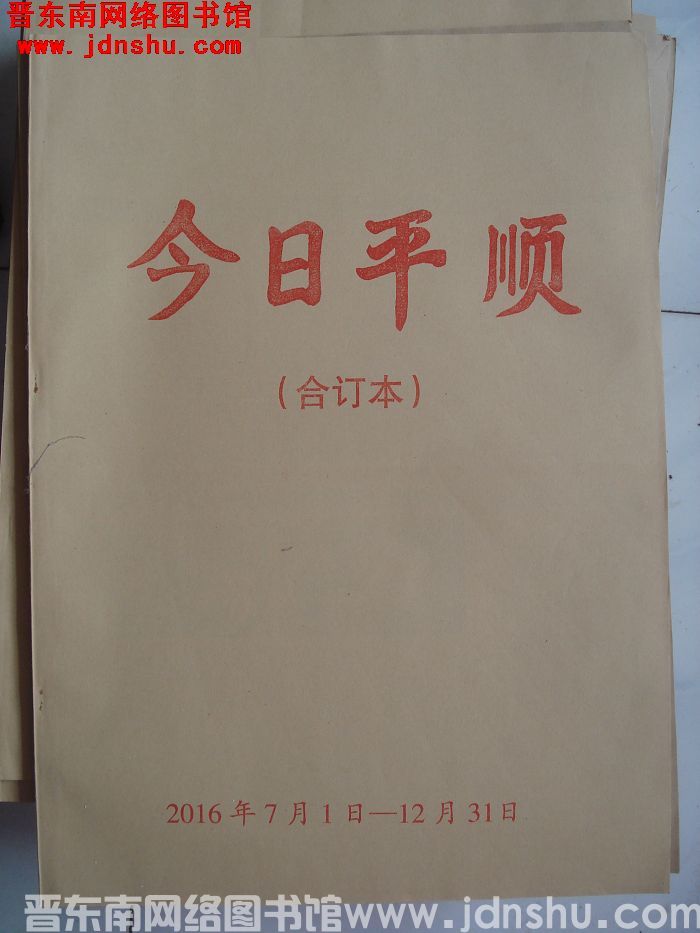 晋东南网络图书馆
www.jdnshu.com
今日平顺
（合订本）
2016年7月1日—12月31日
晋东南网络图书馆www.jdnshu.com